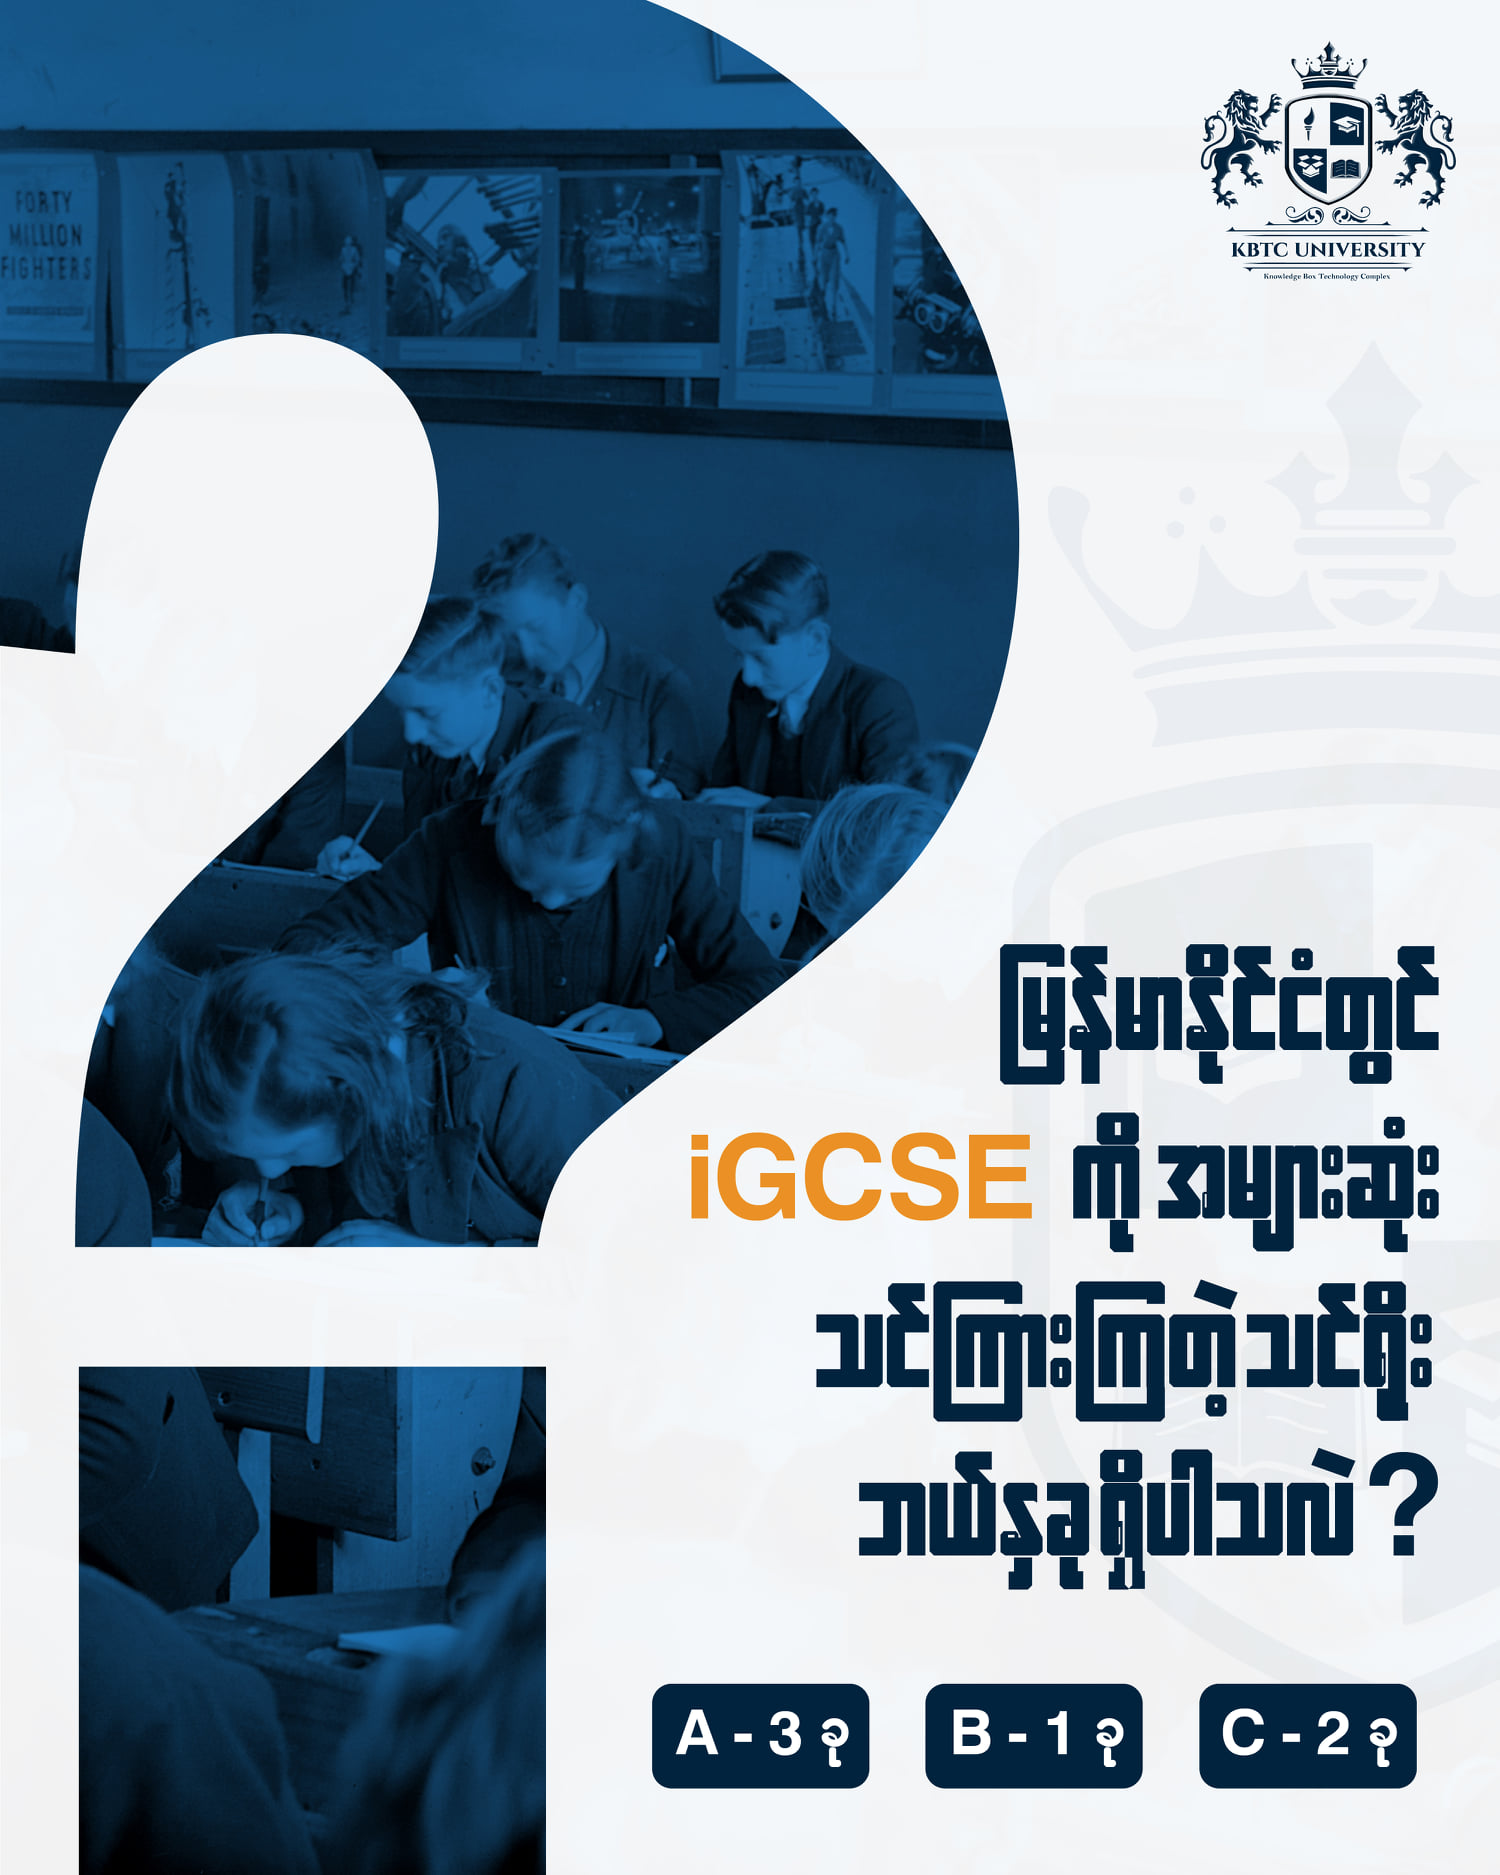 FORTY
MILLION
FIGHTERS
KBTC UNIVERSITY
Knowledge Box Technology Complex
မြန်မာနိုင်ငံတွင်
iGCSE ကို အများဆုံး
သင်ကြားကြတဲ့ သင်ရိုး
ဘယ်နှခု ရှိပါသလဲ ?
A - 3 ခု
B - 1 ခု
C - 2 ခု